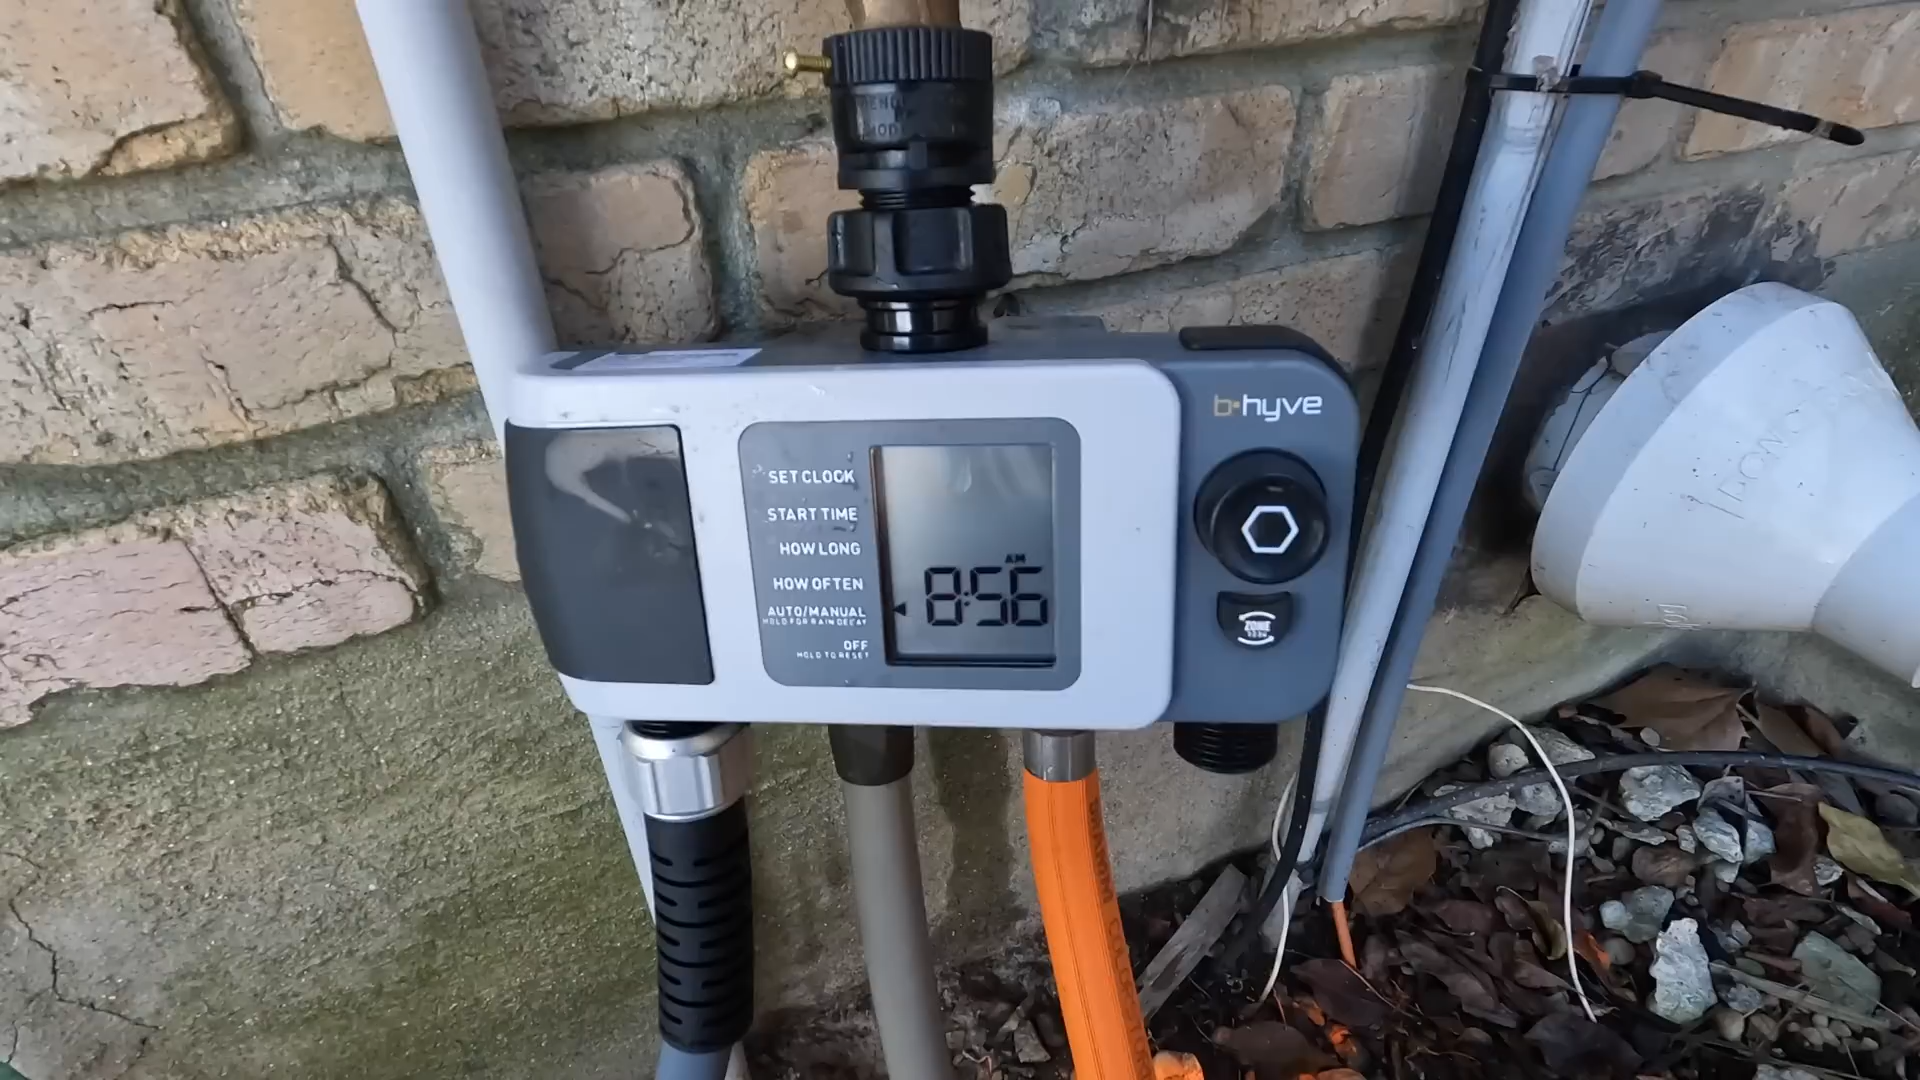 b•hyve
SET CLOCK
START TIME
HOW LONG
HOW OFTEN
AUTO/MANUAL
HOLD FOR RAIN DELAY
OFF
HOLD TO RESET
AM
8:56
ZONE